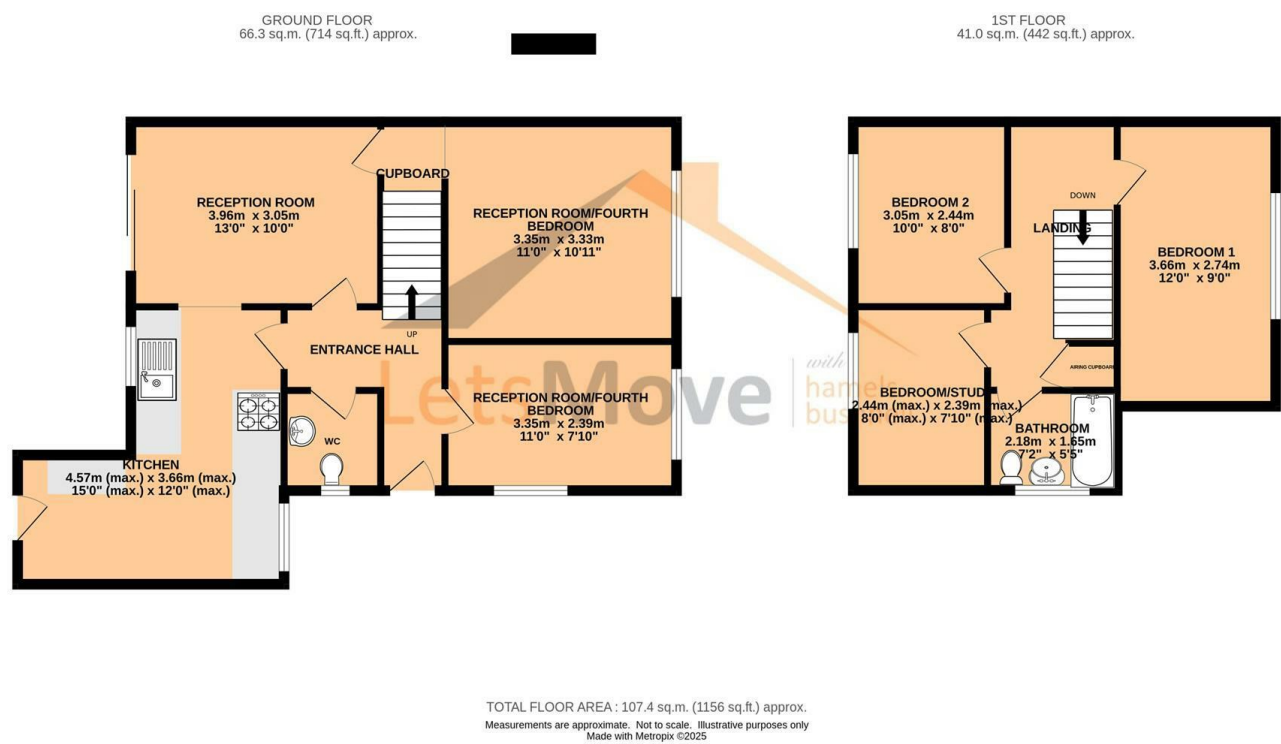 GROUND FLOOR
66.3 sq.m. (714 sq.ft.) approx.
1ST FLOOR
41.0 sq.m. (442 sq.ft.) approx.
CUPBOARD
RECEPTION ROOM
3.96m x 3.05m
13'0" x 10'0"
RECEPTION ROOM/FOURTH
BEDROOM
3.35m x 3.33m
11'0" x 10'11"
UP
ENTRANCE HALL
RECEPTION ROOM/FOURTH
BEDROOM
3.35m x 2.39m
11'0" x 7'10"
WC
KITCHEN
4.57m (max.) x 3.66m (max.)
15'0" (max.) x 12'0" (max.)
BEDROOM 2
3.05m x 2.44m
10'0" x 8'0"
DOWN
LANDING
BEDROOM 1
3.66m x 2.74m
12'0" x 9'0"
AIRING CUPBOARD
BEDROOM/STUDY
2.44m (max.) x 2.39m (max.)
8'0" (max.) x 7'10" (max.)
BATHROOM
2.18m x 1.65m
7'2" x 5'5"
LetsMove
with
hamels
TOTAL FLOOR AREA : 107.4 sq.m. (1156 sq.ft.) approx.
Measurements are approximate. Not to scale. Illustrative purposes only
Made with Metropix ©2025